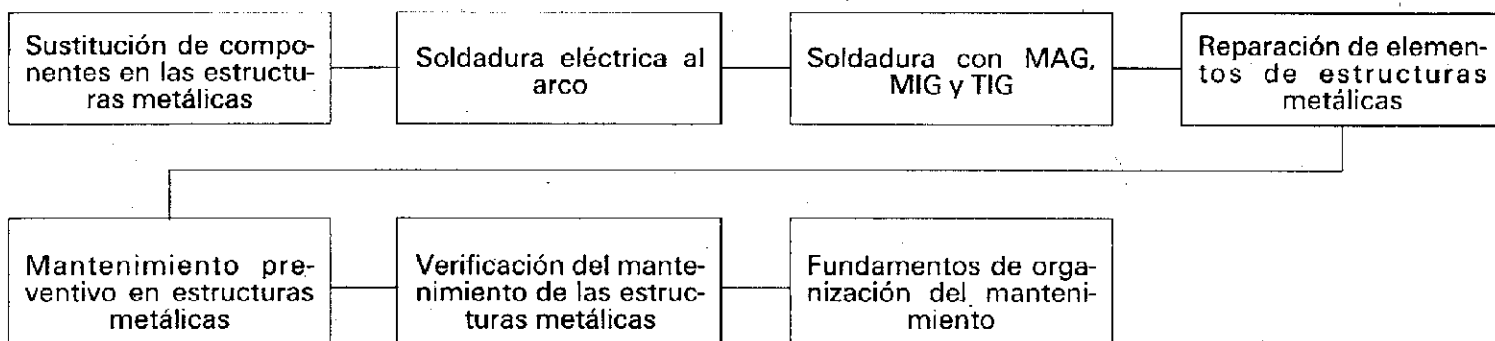 Sustitución de compo-
nentes en las estructu-
ras metálicas
Soldadura eléctrica al
arco
Soldadura con MAG,
MIG y TIG
Reparación de elemen-
tos de estructuras
metálicas
Mantenimiento pre-
ventivo en estructuras
metálicas
Verificación del mante-
nimiento de las estruc-
turas metálicas
Fundamentos de orga-
nización del manteni-
miento